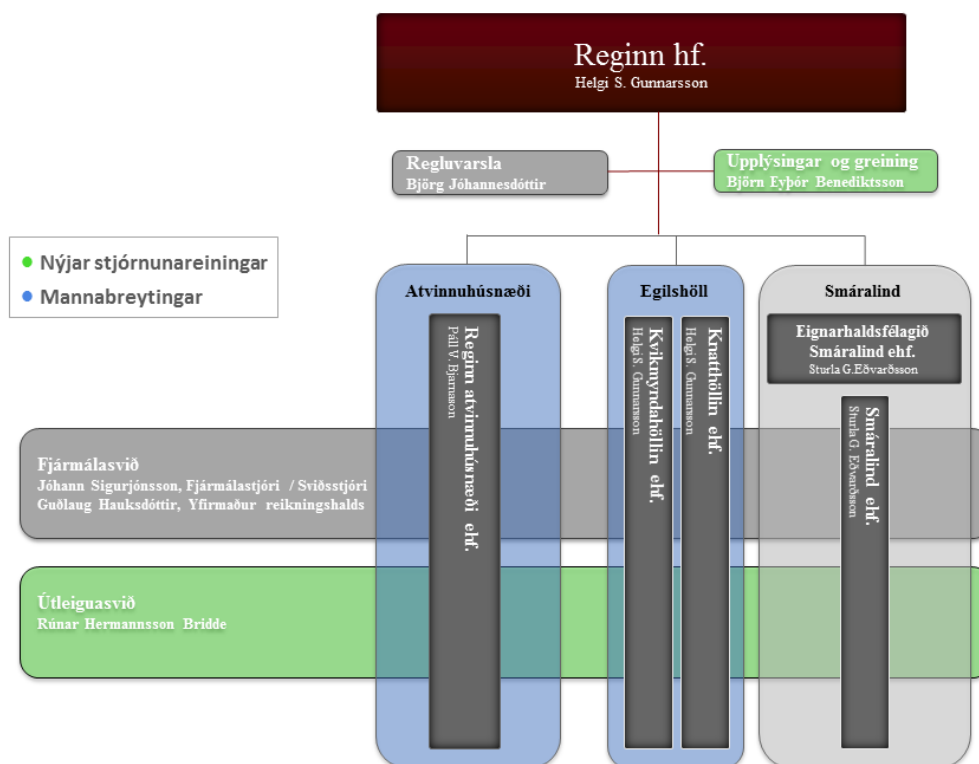 Reginn hf.
Helgi S. Gunnarsson
Regluvarsla
Björg Jóhannesdóttir
Upplýsingar og greining
Björn Eyþór Benediktsson
Nýjar stjórnunareiningar
Mannabreytingar
Atvinnuhúsnæði
Reginn atvinnuhúsnæði ehf.
Páll V. Bjarnason
Egilshöll
Kvikmyndahöllin ehf.
Helgi S. Gunnarsson
Knatthöllin ehf.
Helgi S. Gunnarsson
Smáralind
Eignarhaldsfélagið
Smáralind ehf.
Sturla G.Eðvarðsson
Smáralind ehf.
Sturla G. Eðvarðsson
Fjármálasvið
Jóhann Sigurjónsson, Fjármálastjóri / Sviðsstjóri
Guðlaug Hauksdóttir, Yfirmaður reikningshalds
Útleiguasvið
Rúnar Hermannsson Bridde